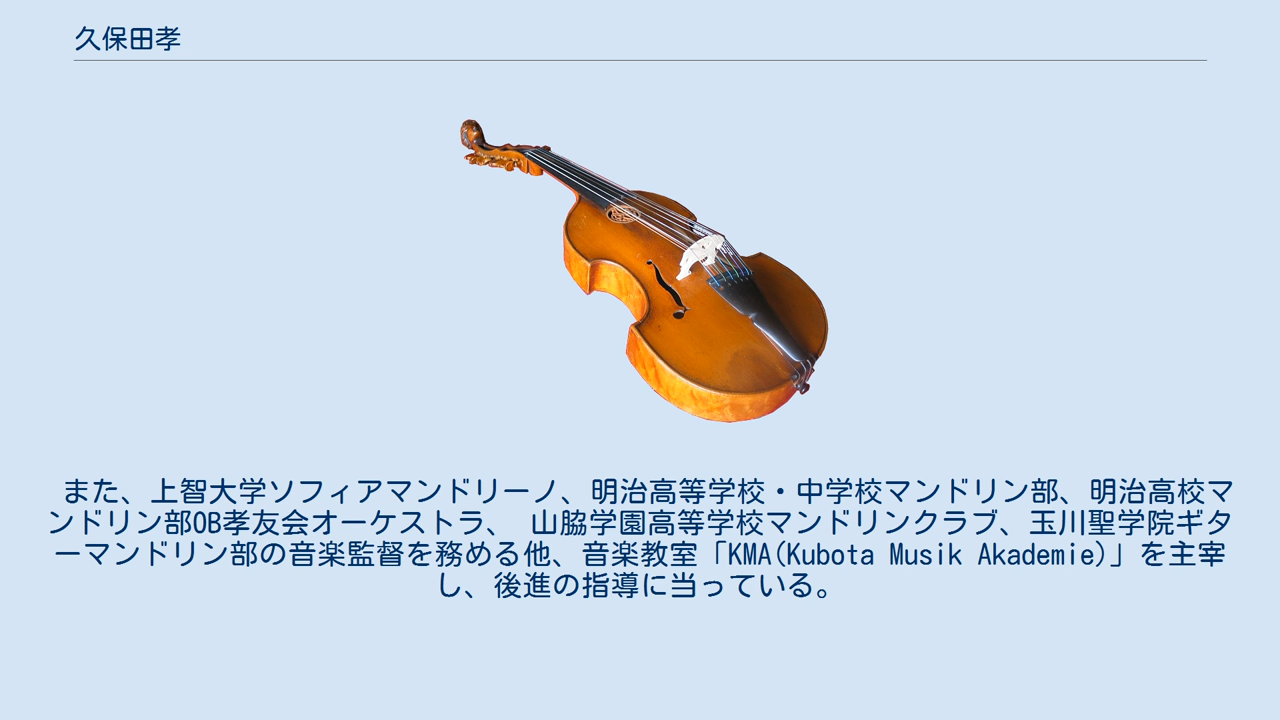 久保田孝
また、上智大学ソフィアマンドリーノ、明治高等学校・中学校マンドリン部、明治高校マ
ンドリン部OB孝友会オーケストラ、 山脇学園高等学校マンドリンクラブ、玉川聖学院ギタ
ーマンドリン部の音楽監督を務める他、音楽教室「KMA(Kubota Musik Akademie)」を主宰
し、後進の指導に当っている。